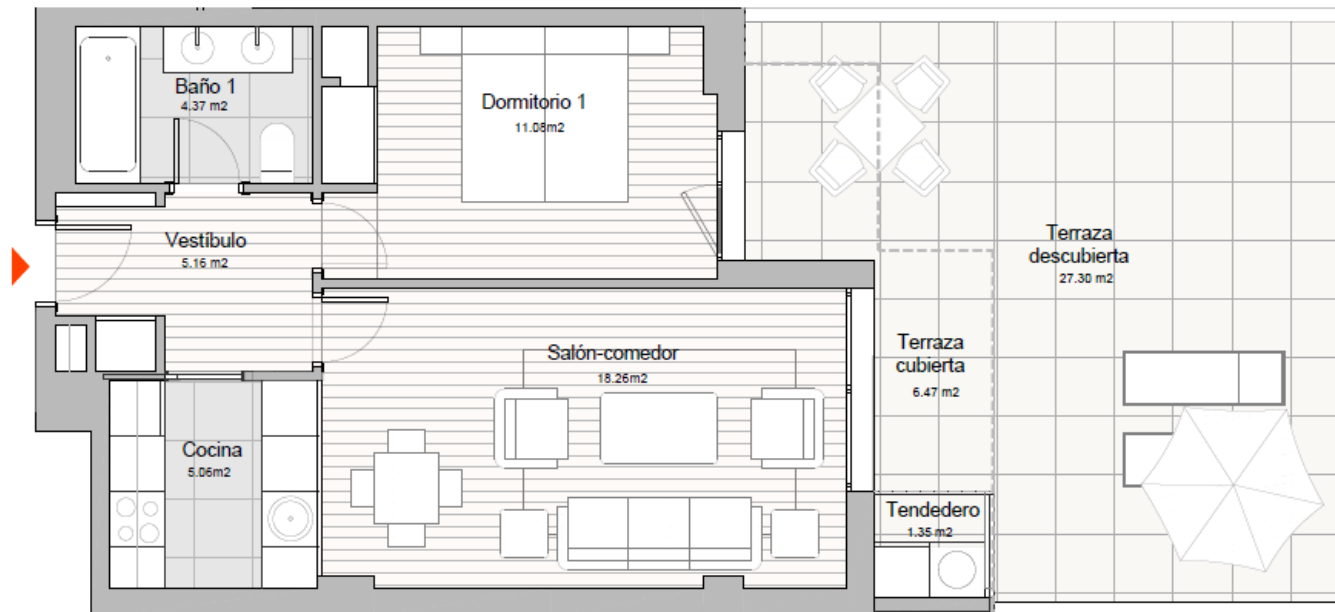 Baño 1
4.37 m2
Dormitorio 1
11.08m2
Vestíbulo
5.16 m2
Terraza
descubierta
27.30 m2
Salón-comedor
18.26m2
Terraza
cubierta
6.47 m2
Cocina
5.06m2
Tendedero
1.35 m2